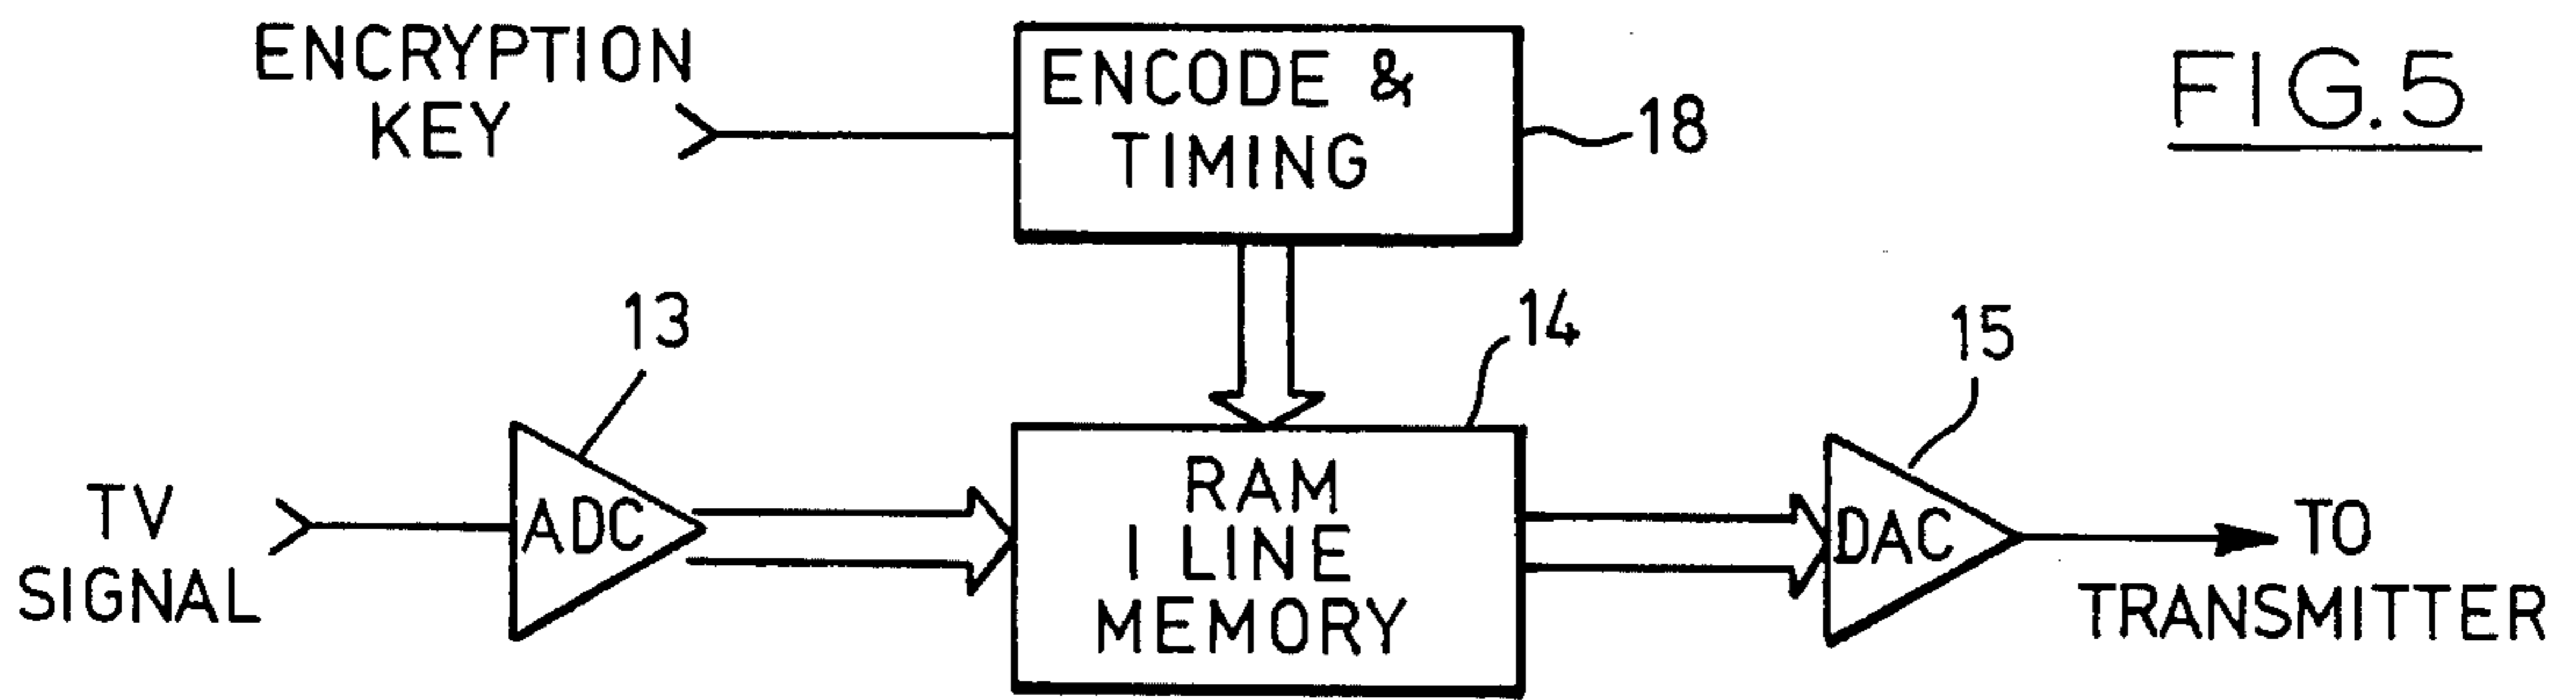 ENCRYPTION
KEY
ENCODE &
TIMING
18
FIG.5
13
14
15
TV
SIGNAL
ADC
RAM
1 LINE
MEMORY
DAC
TO
TRANSMITTER